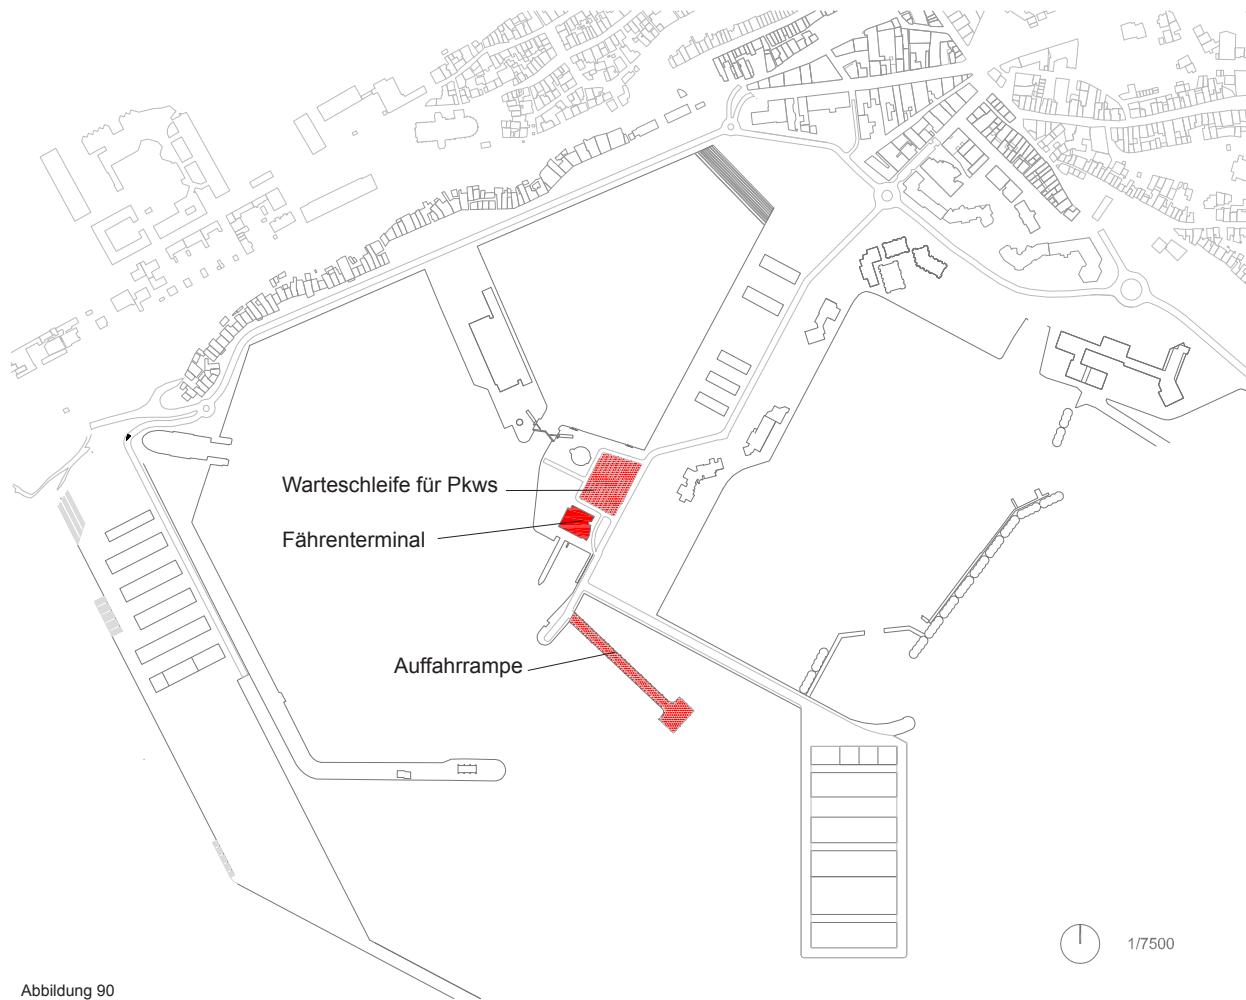 Warteschleife für Pkws
Fährenterminal
Auffahrrampe
1/7500
Abbildung 90